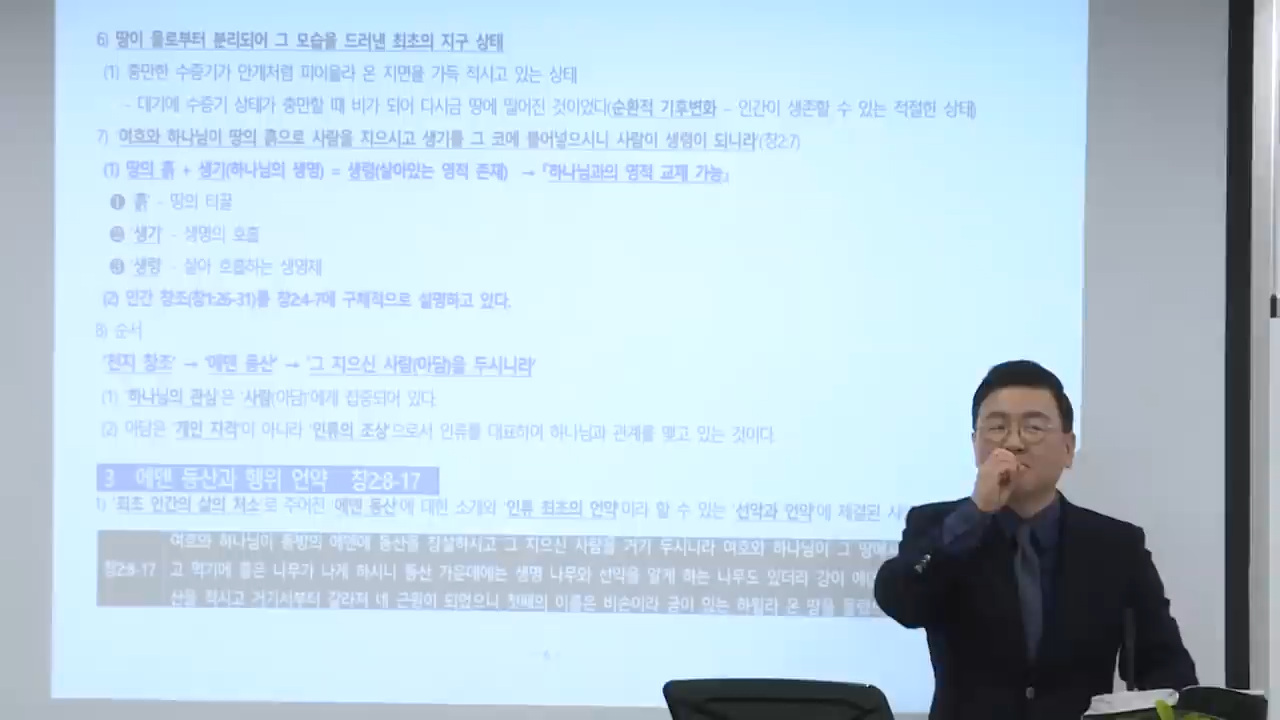 6) 땅이 물로부터 분리되어 그 모습을 드러낸 최초의 지구 상태
(1) 충만한 수증기가 안개처럼 피어올라 온 지면을 가득 적시고 있는 상태
- 대기에 수증기 상태가 충만할 때 비가 되어 다시금 땅에 떨어진 것이었다(순환적 기후변화 – 인간이 생존할 수 있는 적절한 상태)
7) 여호와 하나님이 땅의 흙으로 사람을 지으시고 생기를 그 코에 불어넣으시니 사람이 생령이 되니라(창2:7)
(1) 땅의 흙 + 생기(하나님의 생명) = 생령(살아있는 영적 존재) → 『하나님과의 영적 교제 가능』
❶ '흙' - 땅의 티끌
❷ '생기' - 생명의 호흡
❸ '생령' - 살아 호흡하는 생명체
(2) 인간 창조(창1:26-31)를 창2:4-7에 구체적으로 설명하고 있다.
8) 순서
'천지 창조' → '에덴 동산' → '그 지으신 사람(아담)을 두시니라'
(1) '하나님의 관심'은 '사람(아담)'에게 집중되어 있다.
(2) 아담은 '개인 자격'이 아니라 '인류의 조상'으로서 인류를 대표하여 하나님과 관계를 맺고 있는 것이다.
3 에덴 동산과 행위 언약 창2:8-17
1) '최초 인간의 삶의 처소'로 주어진 '에덴 동산'에 대한 소개와 '인류 최초의 언약'이라 할 수 있는 '선악과 언약'에 체결된
여호와 하나님이 동방의 에덴에 동산을 창설하시고 그 지으신 사람을 거기 두시니라 여호와 하나님이 그 땅에
창2:8-17 고 먹기에 좋은 나무가 나게 하시니 동산 가운데에는 생명 나무와 선악을 알게 하는 나무도 있더라 강이
산을 적시고 거기서부터 갈라져 네 근원이 되었으니 첫째의 이름은 비손이라 금이 있는 하윌라 온 땅을